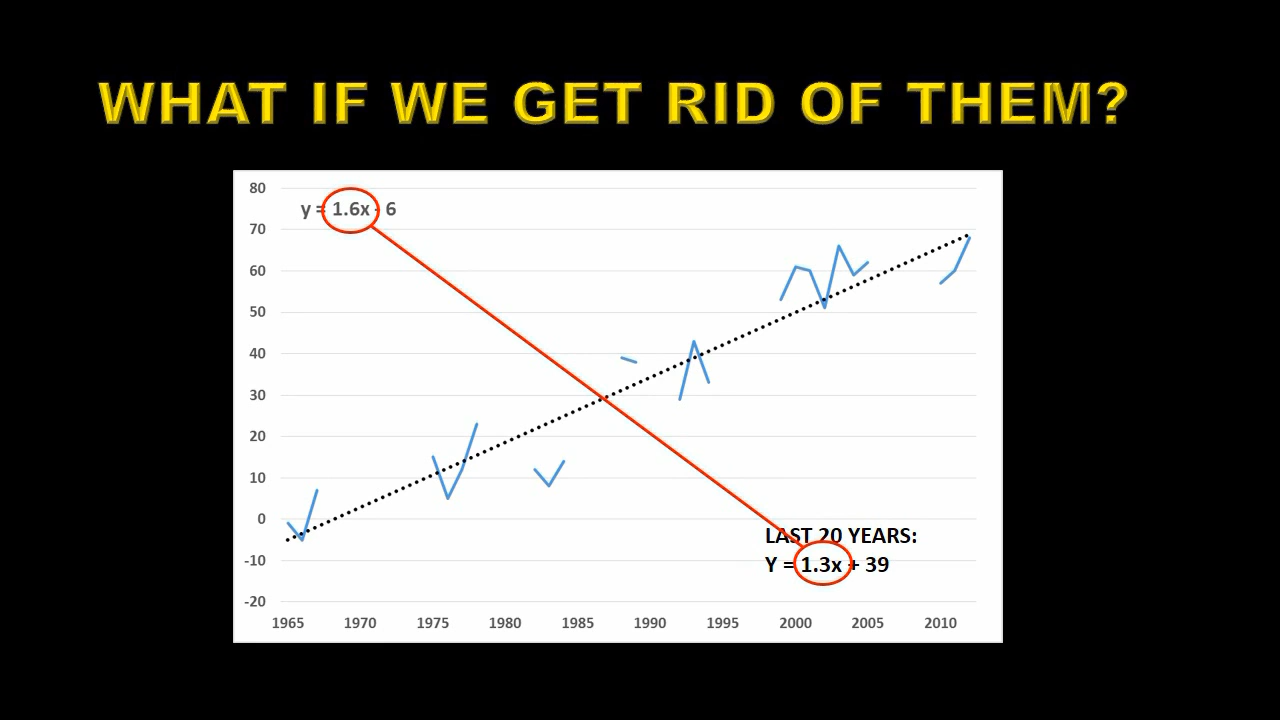 WHAT IF WE GET RID OF THEM?
80
y = 1.6x - 6
70
60
50
40
30
20
10
0
LAST 20 YEARS:
-10
Y = 1.3x + 39
-20
1965 1970 1975 1980 1985 1990 1995 2000 2005 2010